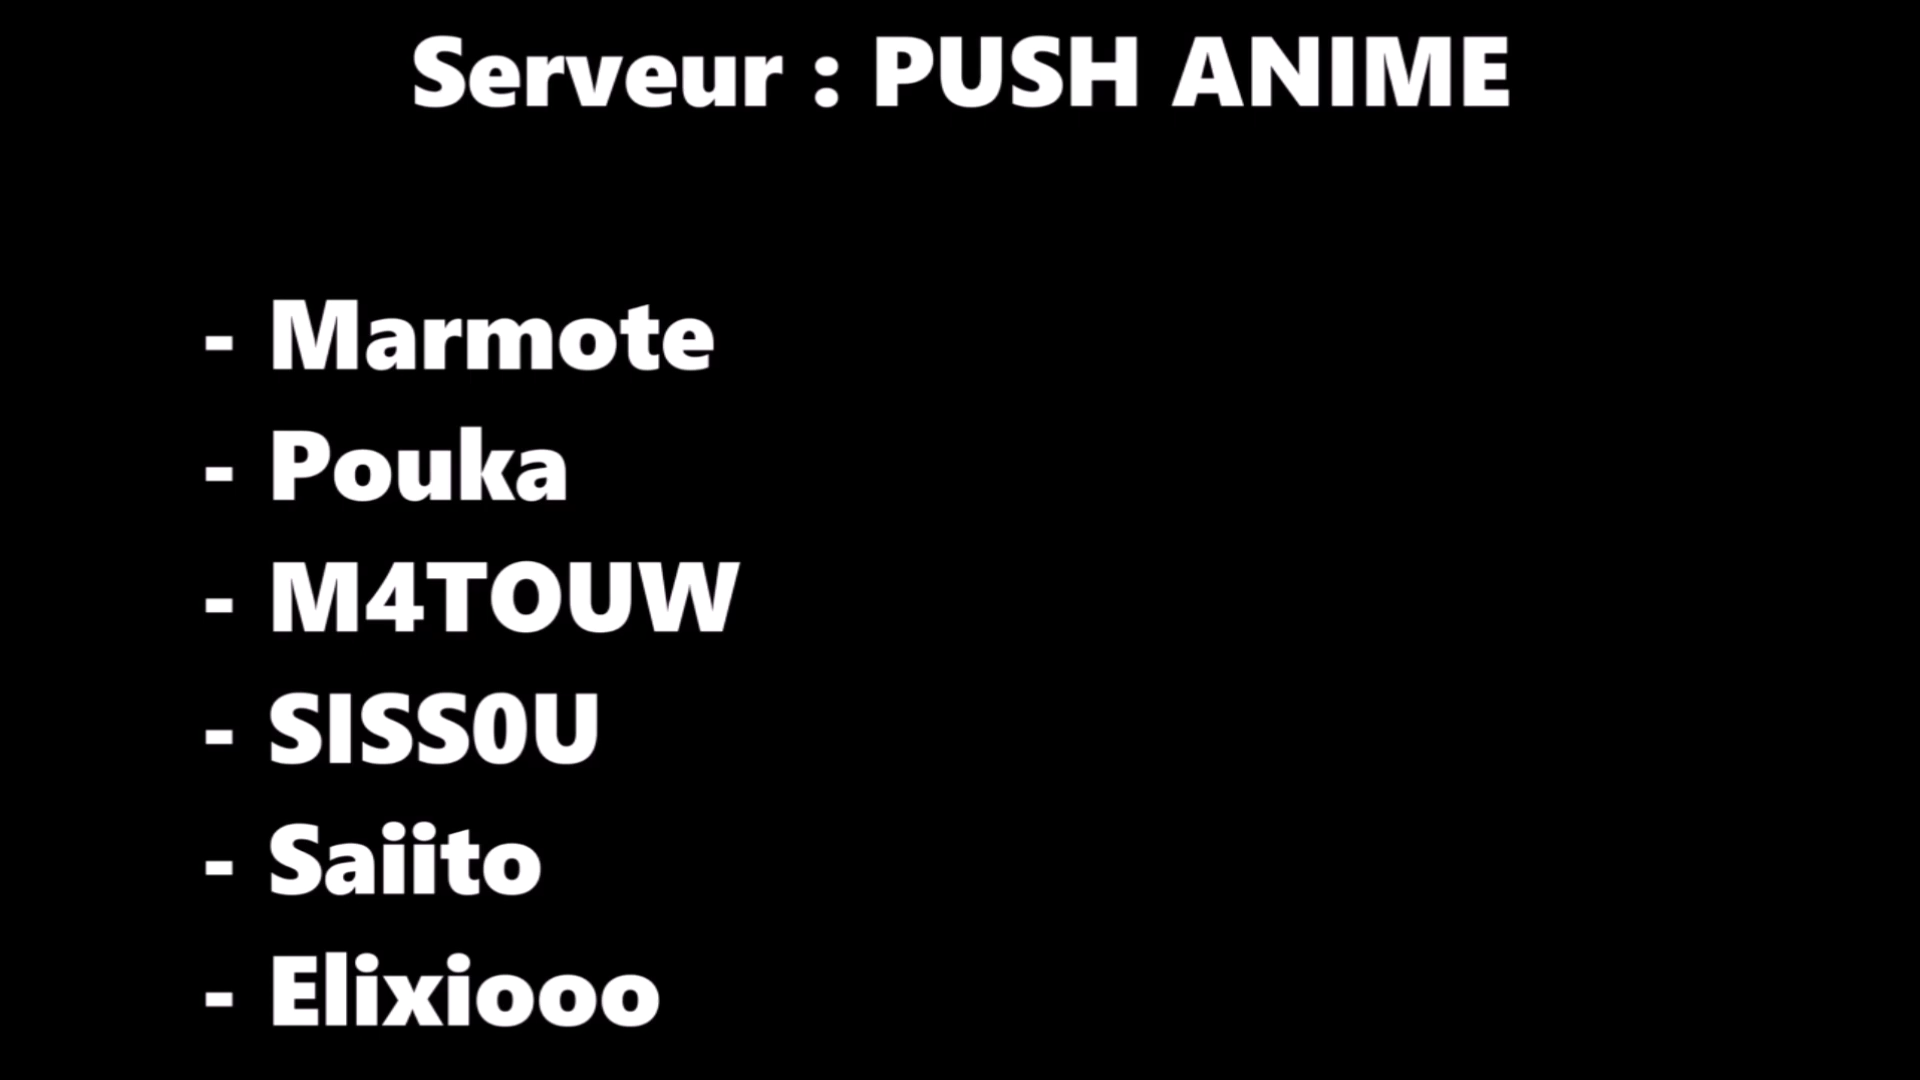 Serveur : PUSH ANIME
- Marmote
- Pouka
- M4TOUW
- SISS0U
- Saiito
- Elixiooo